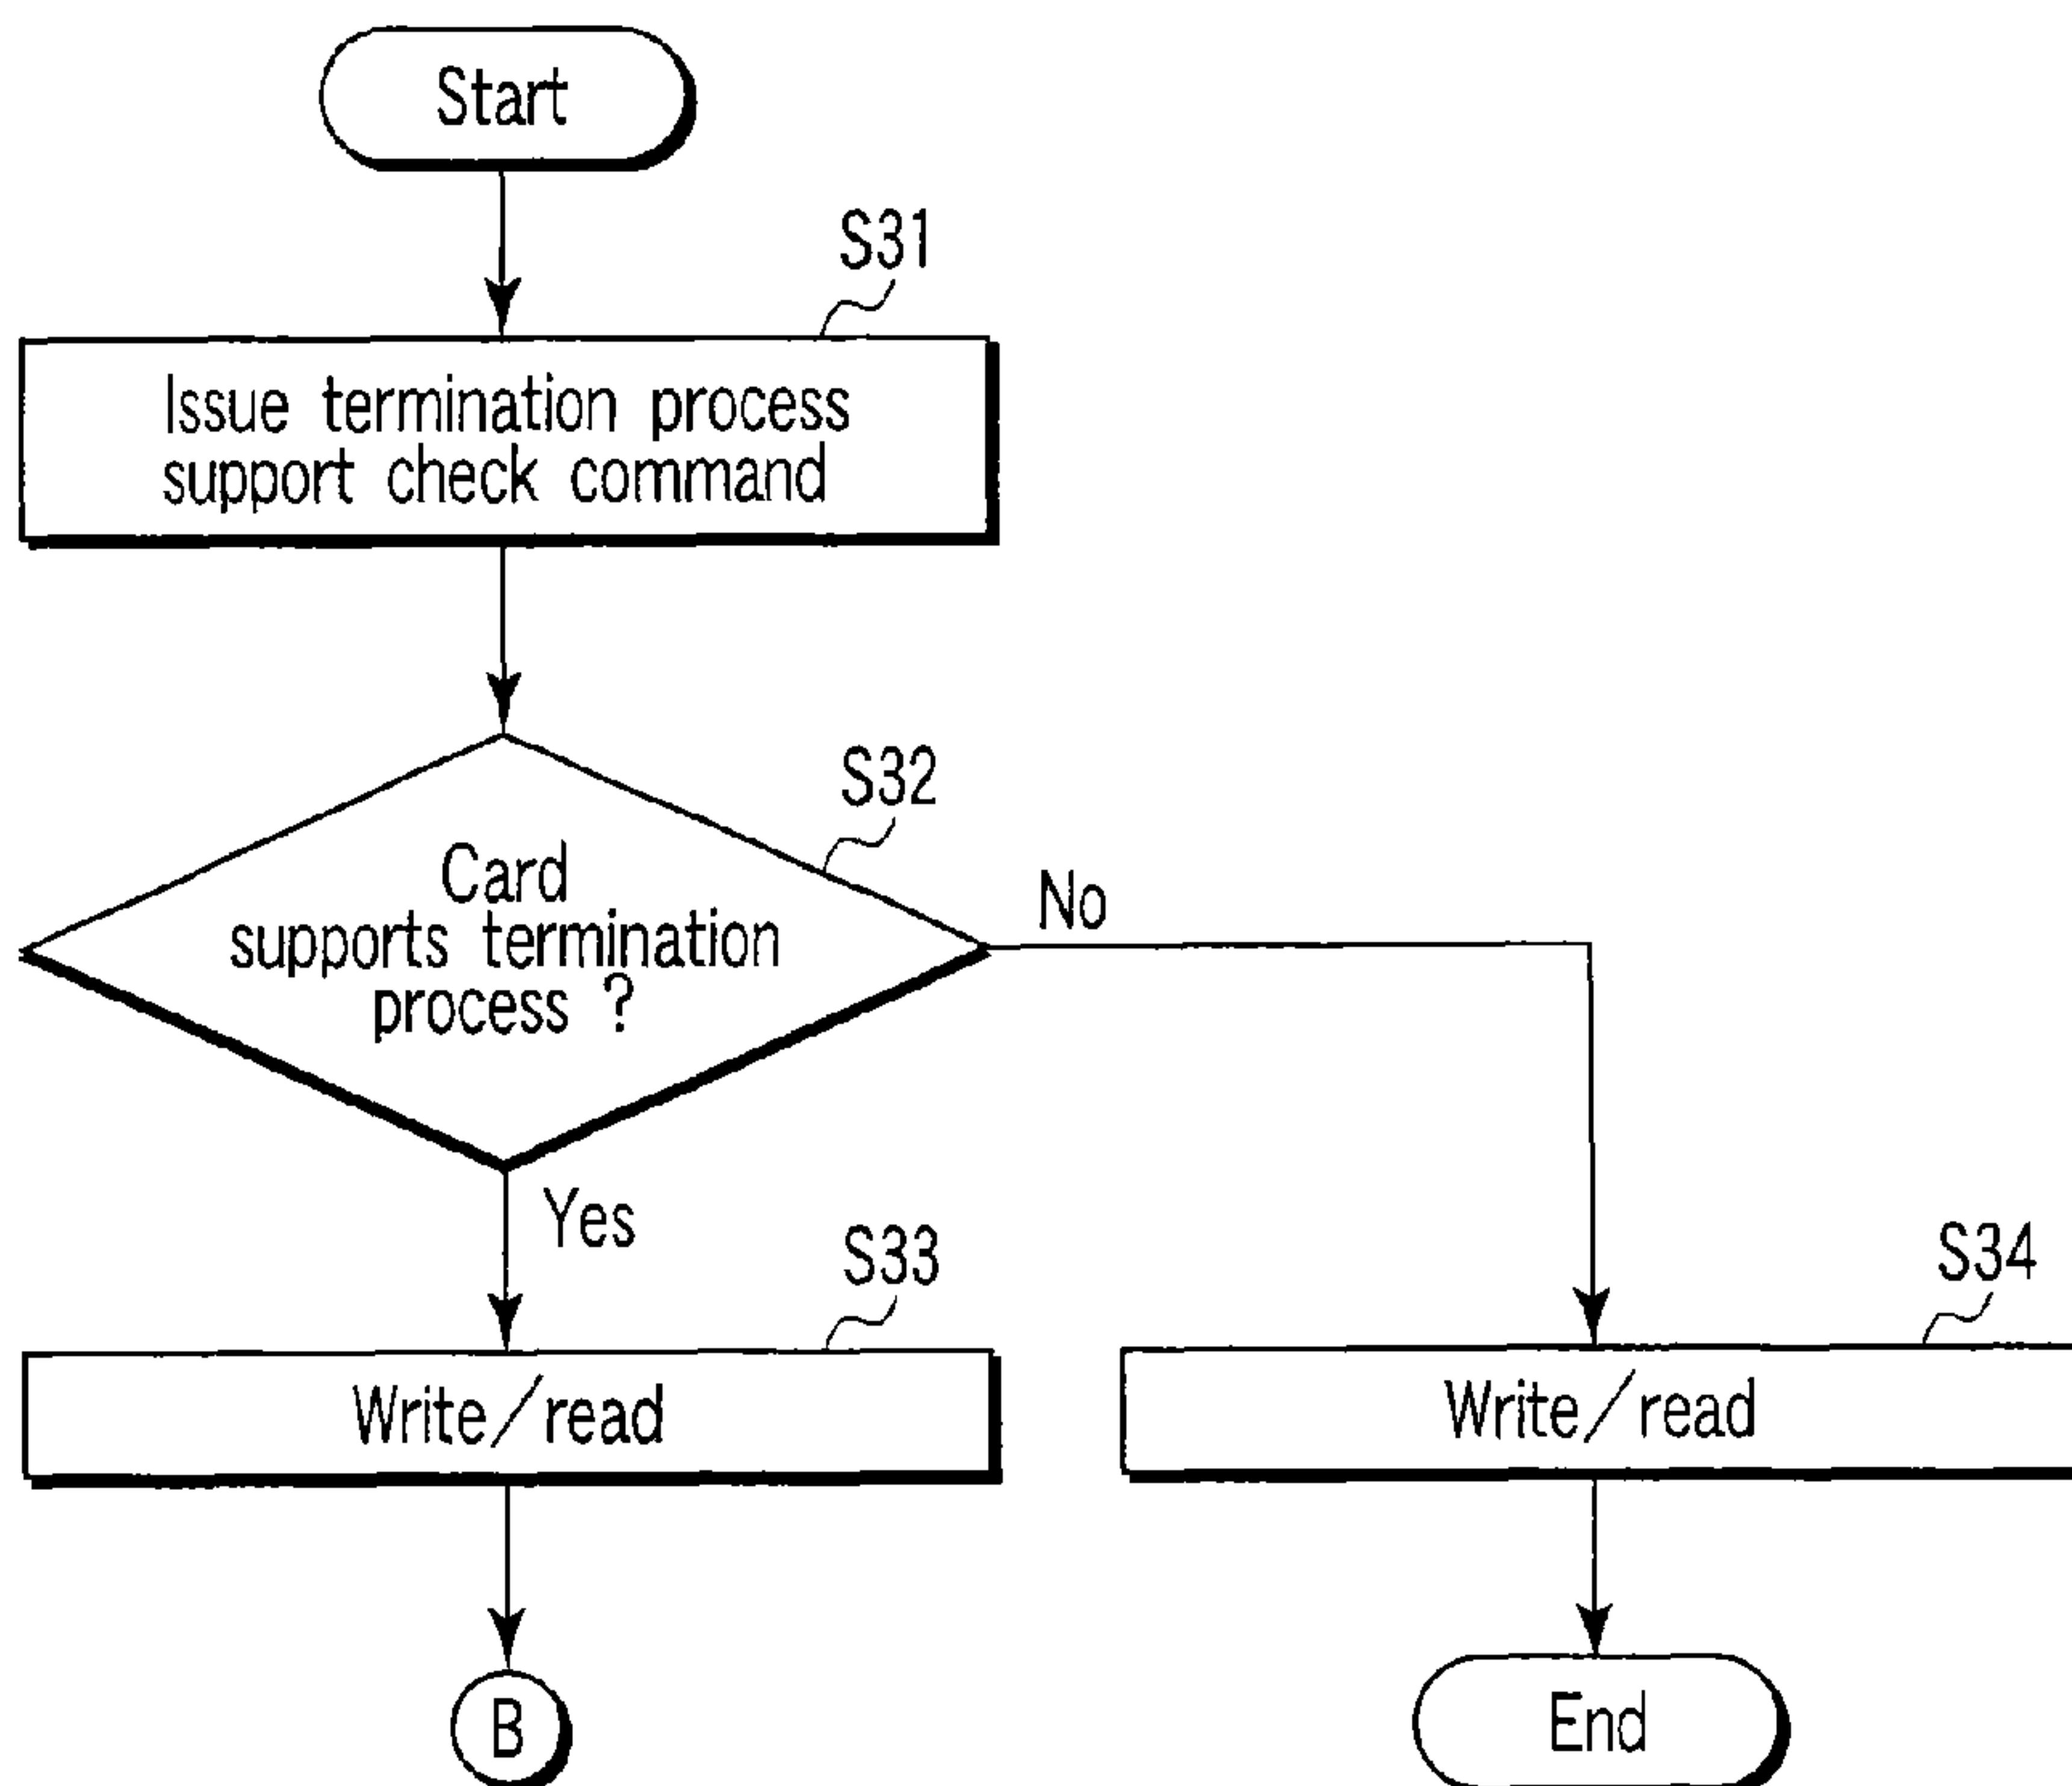 Start
S31
Issue termination process
support check command
S32
Card
supports termination
process ?
No
Yes
S33
Write/read
S34
Write/read
B
End